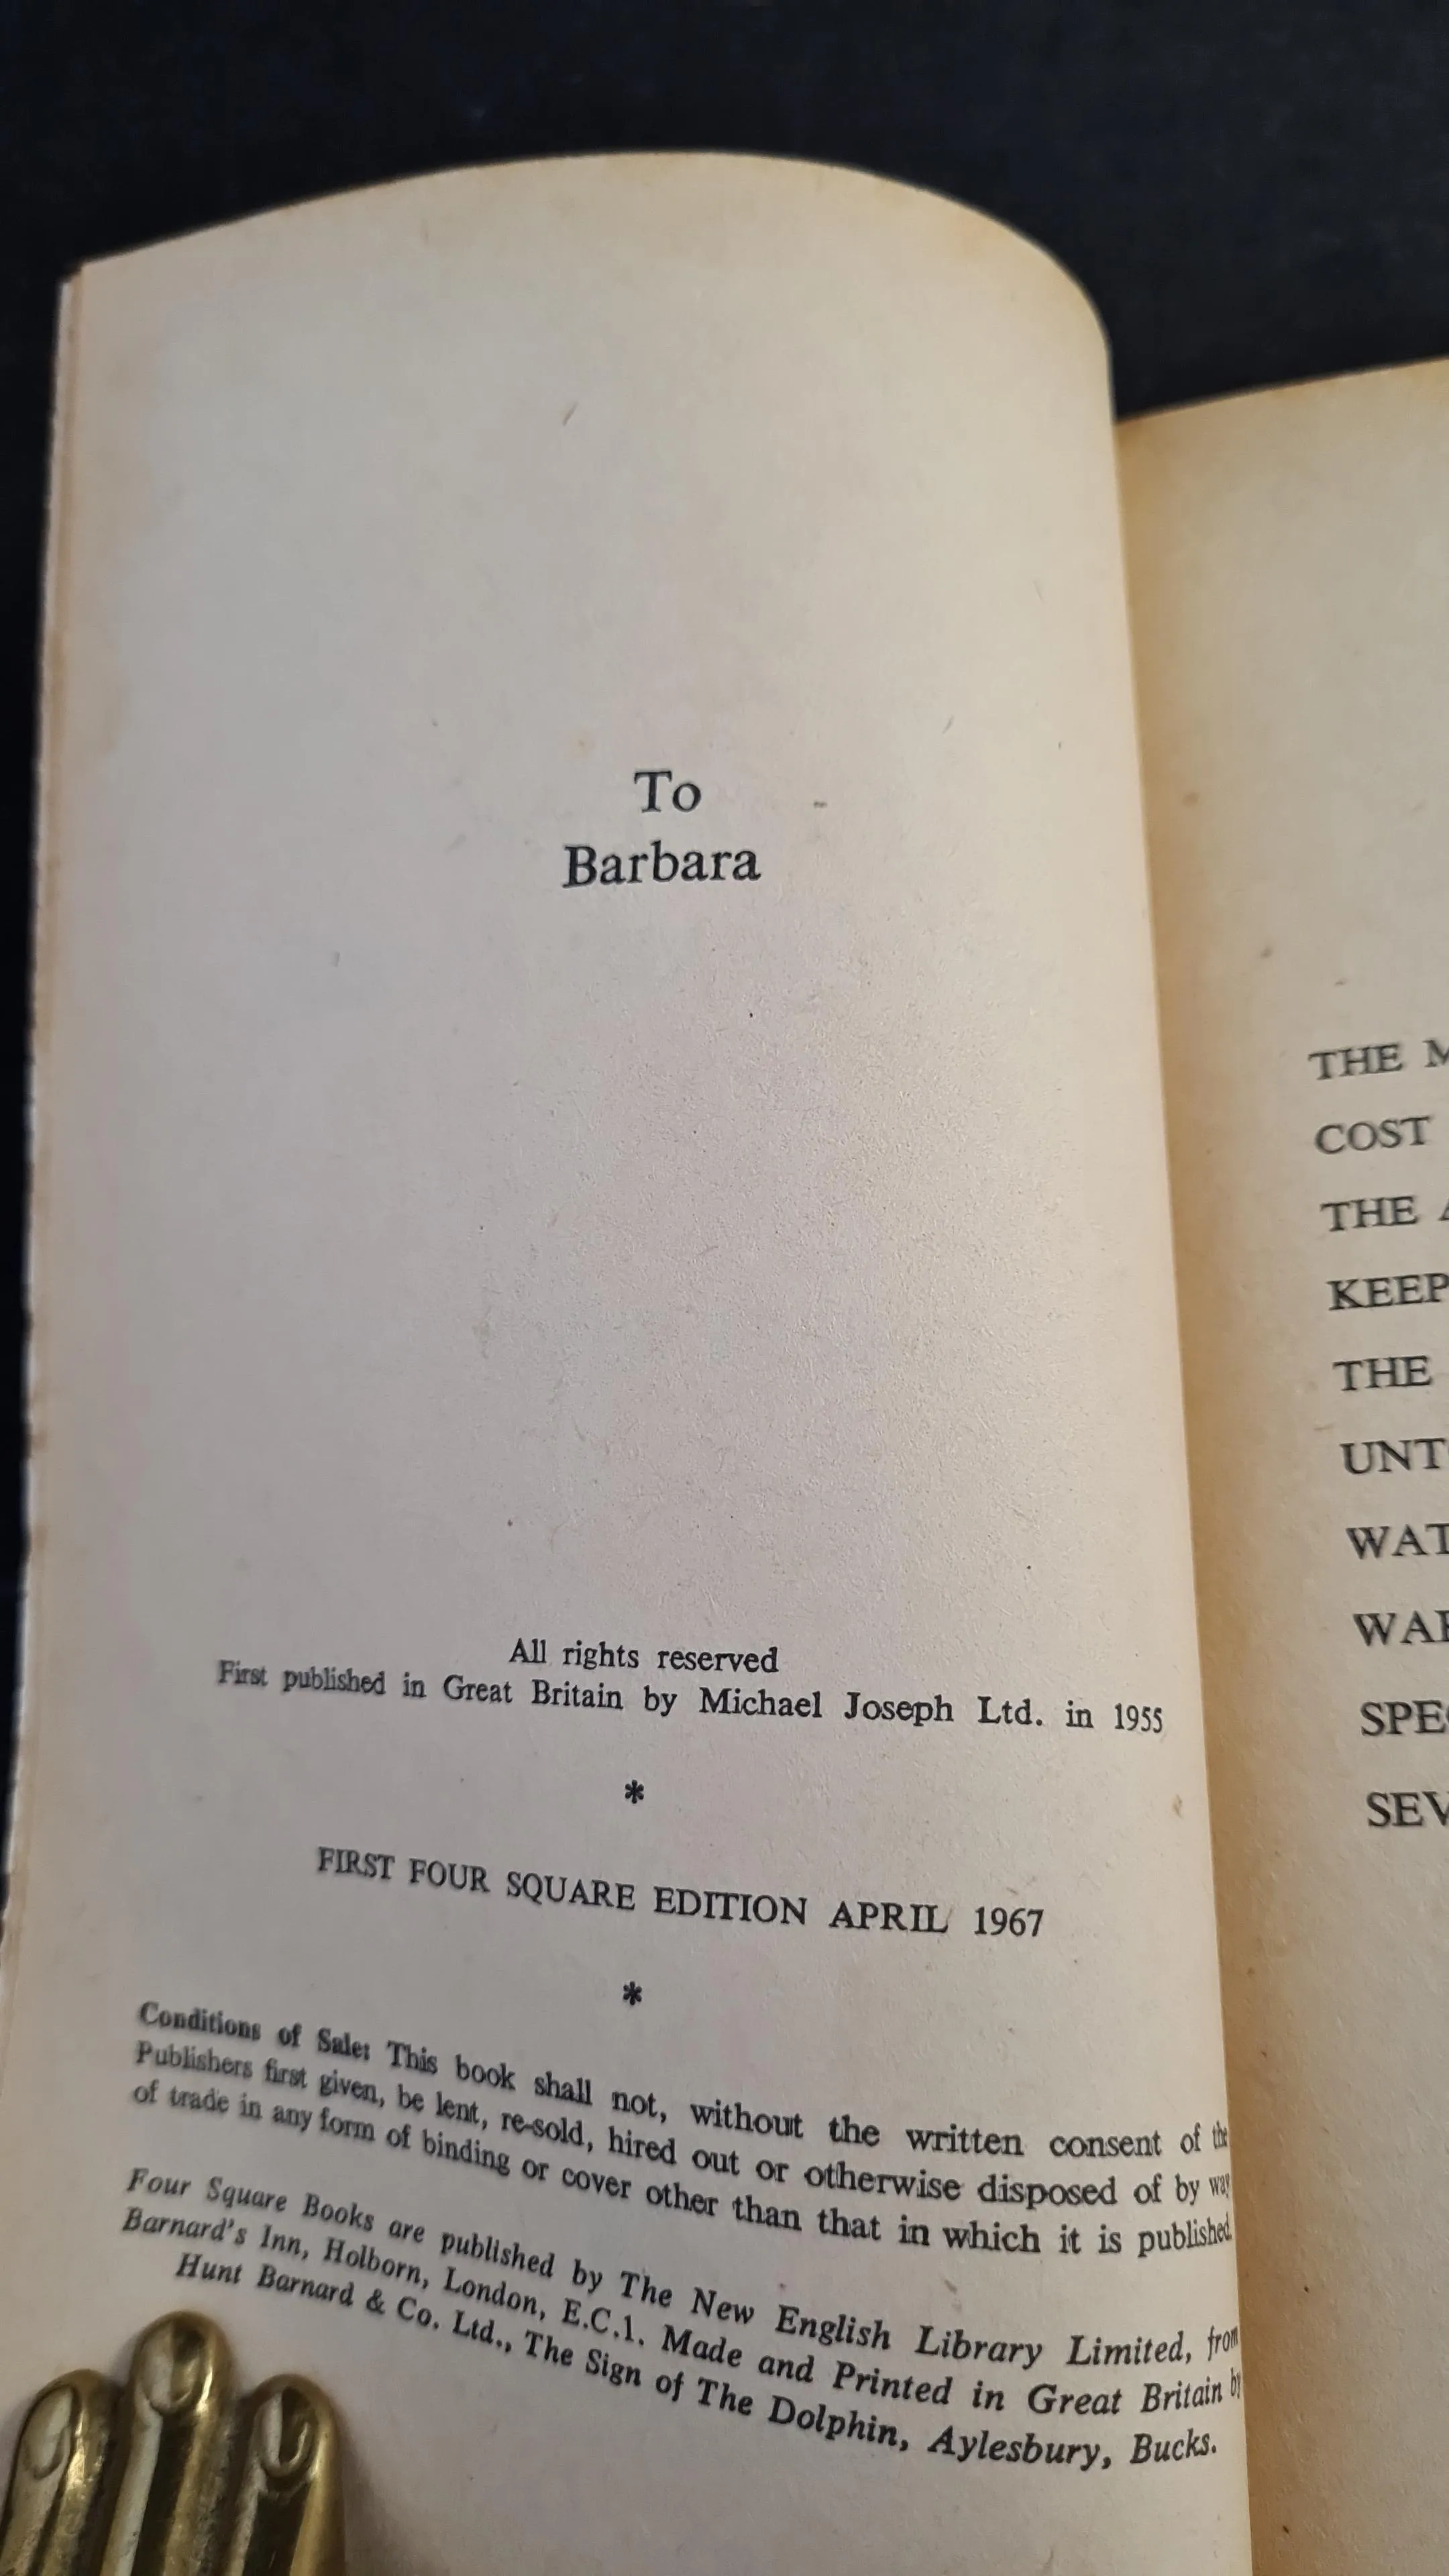 To
Barbara
All rights reserved
First published in Great Britain by Michael Joseph Ltd. in 1955
*
FIRST FOUR SQUARE EDITION APRIL 1967
*
Conditions of Sale: This book shall not, without the written consent of the
Publishers first given, be lent, re-sold, hired out or otherwise disposed of by way
of trade in any form of binding or cover other than that in which it is published.
Four Square Books are published by The New English Library Limited, from
Barnard's Inn, Holborn, London, E.C.1. Made and Printed in Great Britain by
Hunt Barnard & Co. Ltd., The Sign of The Dolphin, Aylesbury, Bucks.
THE
COST
THE
KEEP
THE